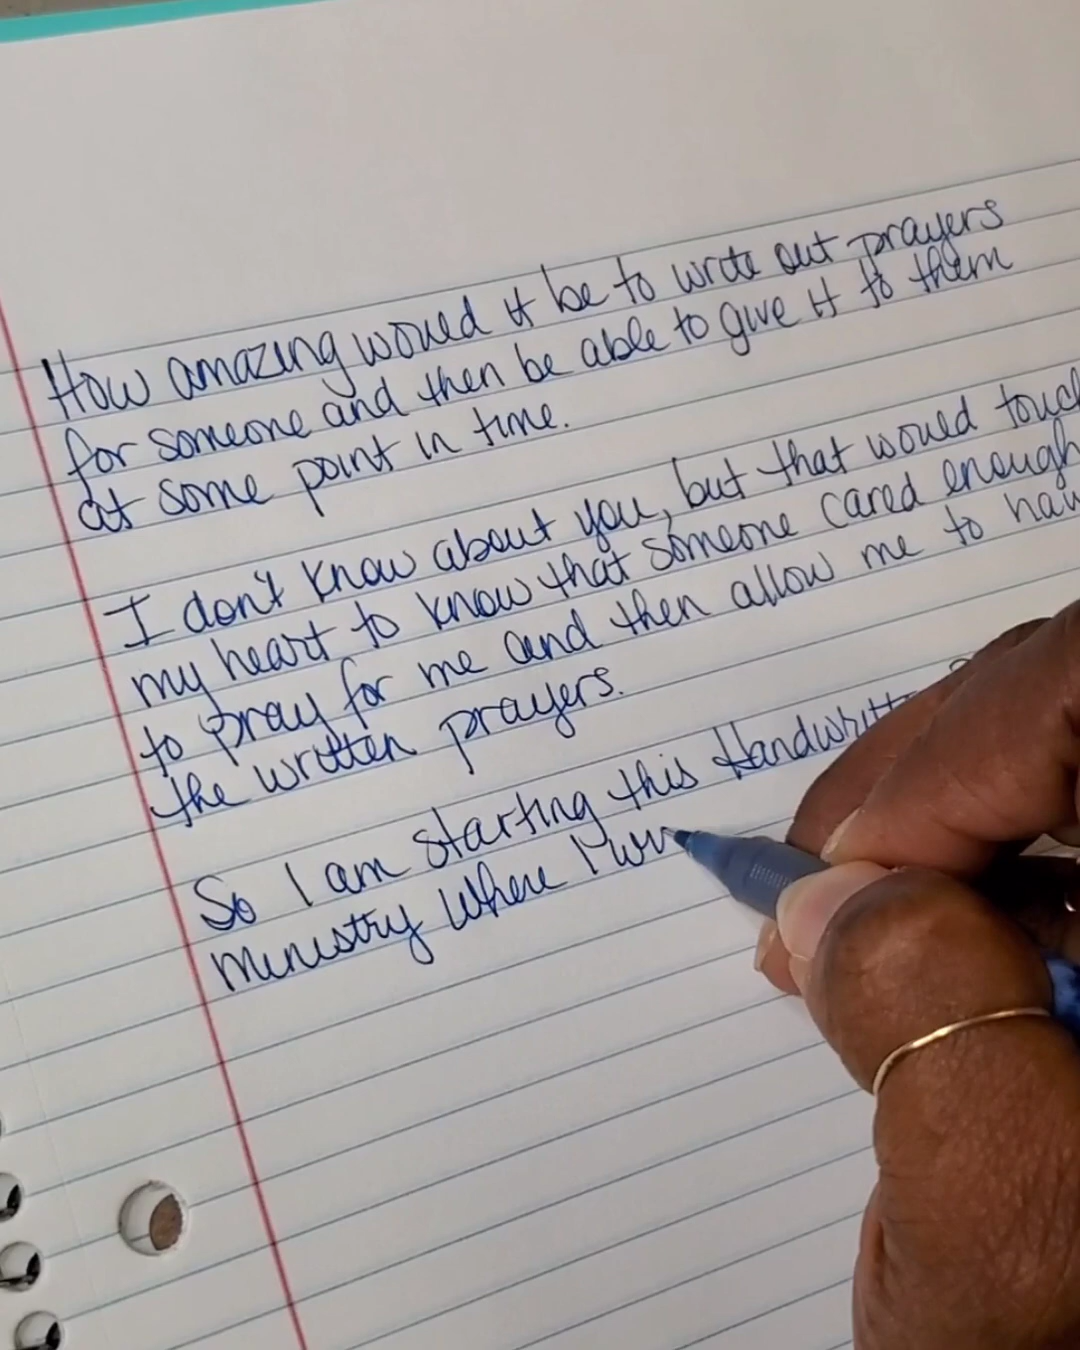 How amazing would it be to write out prayers
for someone and then be able to give it to them
at some point in time.
I don't know about you, but that would touch
my heart to know that someone cared enough
to pray for me and then allow me to
the written prayers.
So I am starting this
Ministry where I